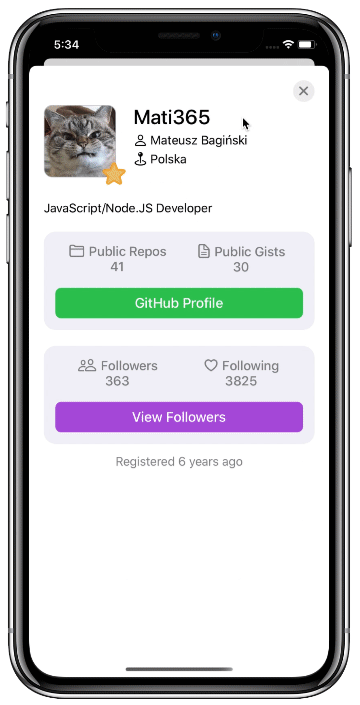 5:34
Mati365
Mateusz Bagiński
Polska
JavaScript/Node.JS Developer
Public Repos
41
Public Gists
30
GitHub Profile
Followers
363
Following
3825
View Followers
Registered 6 years ago